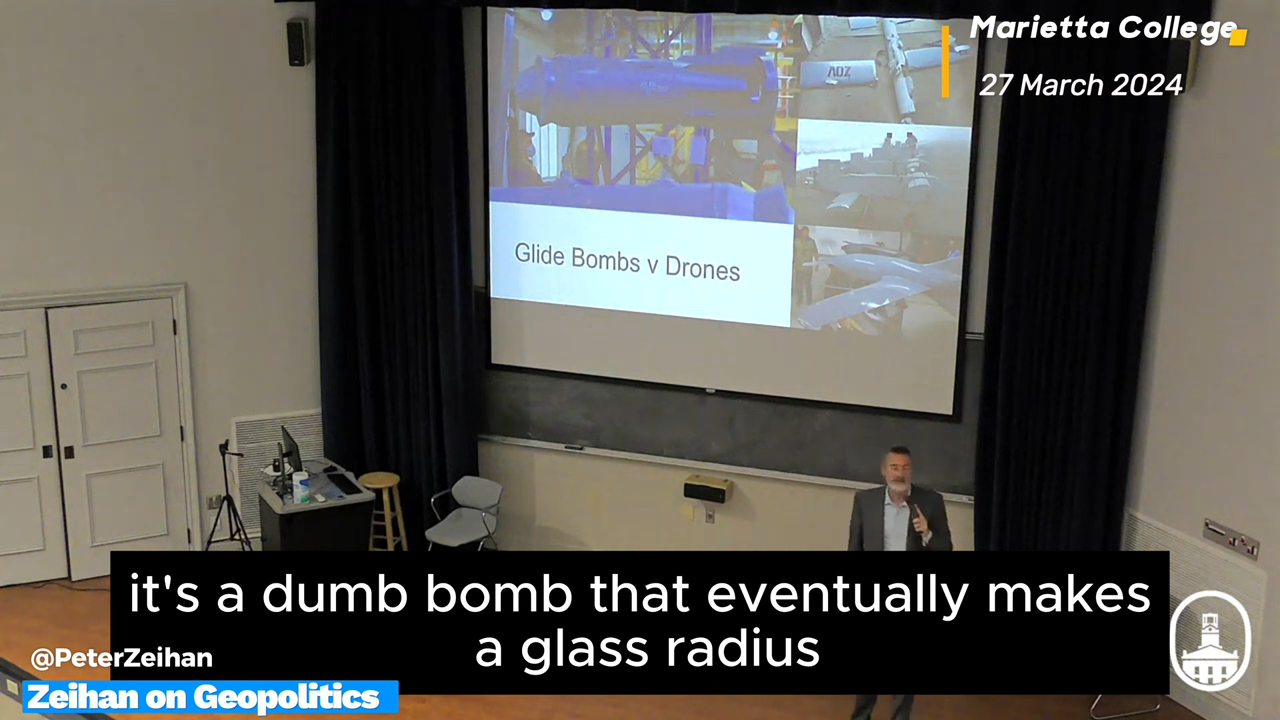 Marietta College
27 March 2024
Glide Bombs v Drones
it's a dumb bomb that eventually makes
a glass radius
@PeterZeihan
Zeihan on Geopolitics